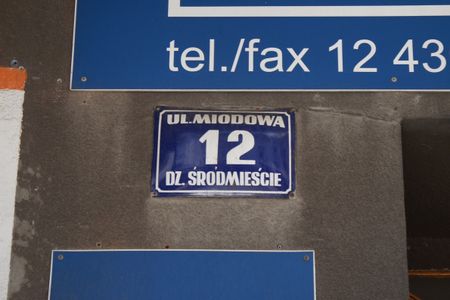 tel./fax 12 43
UL. MIODOWA
12
DZ. ŚRÓDMIEŚCIE